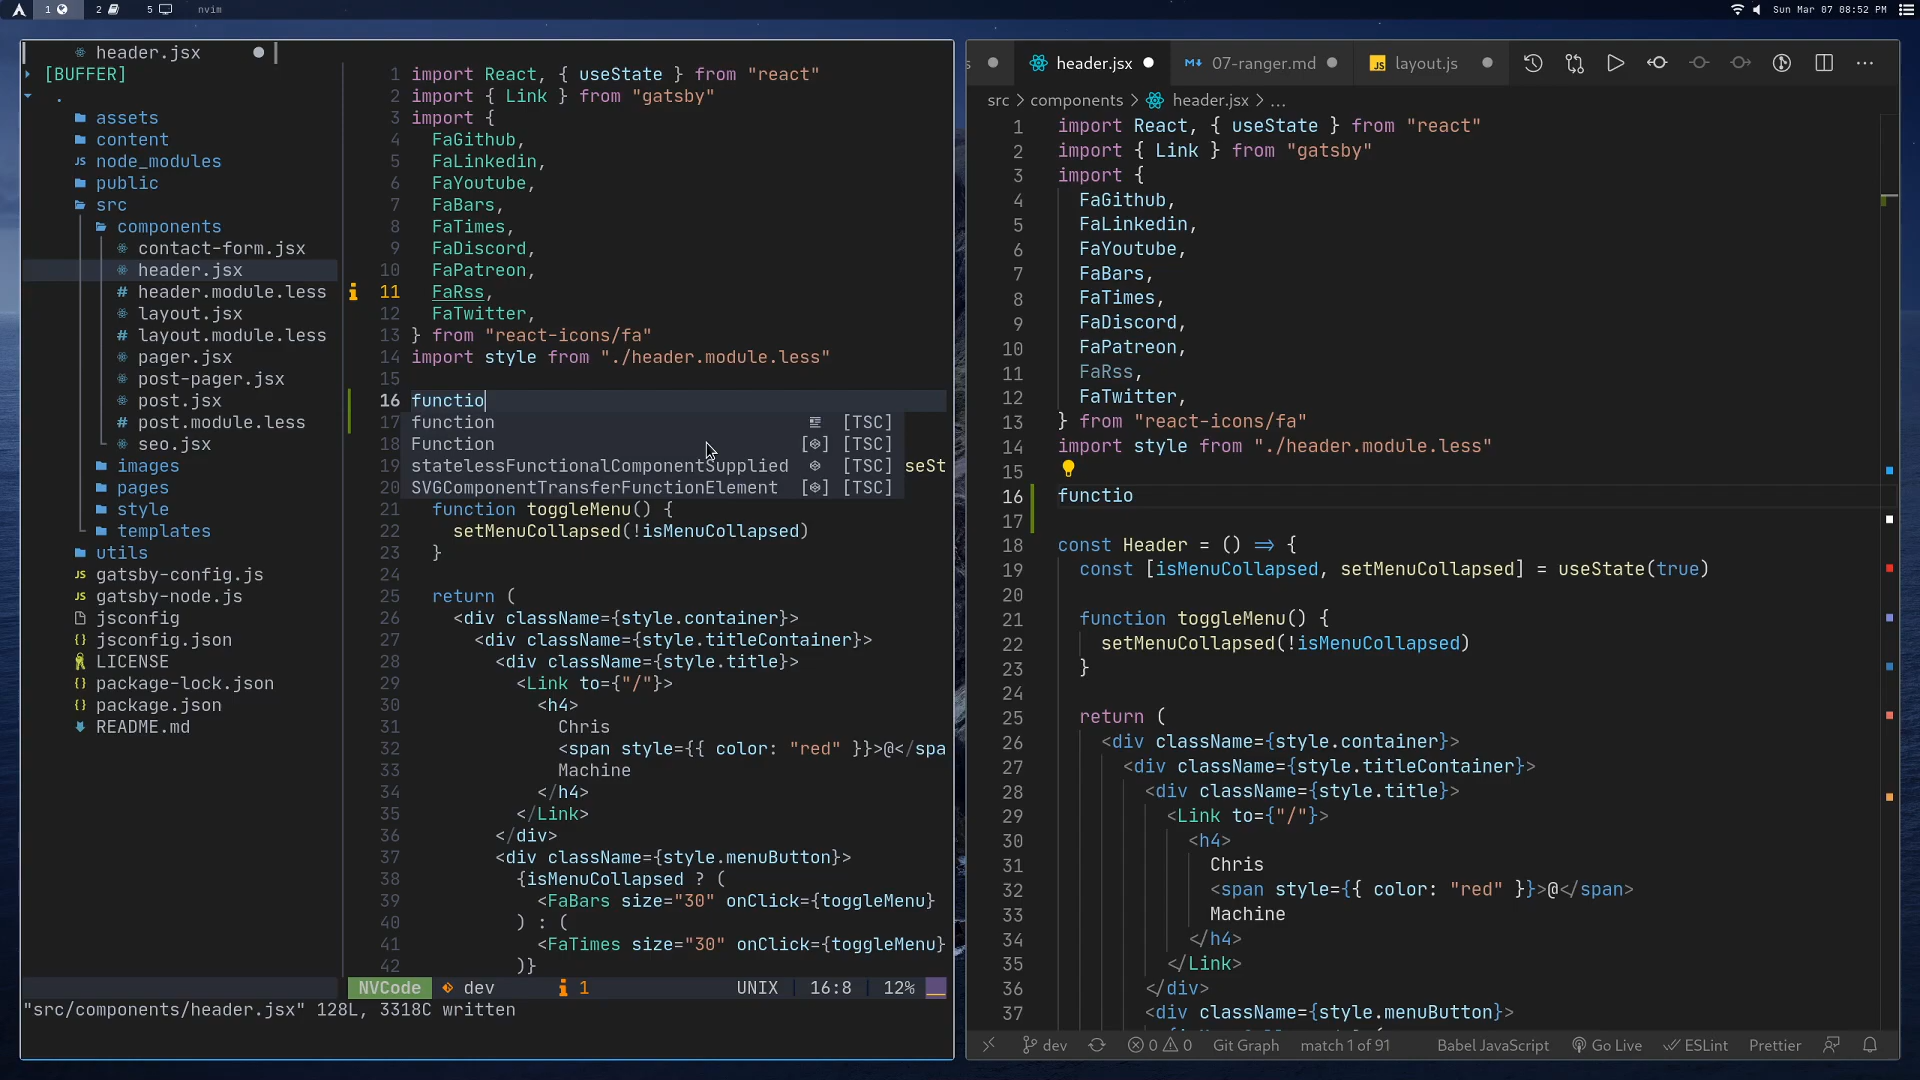 1
2
5
nvim
Sun Mar 07 08:52 PM
header.jsx
[BUFFER]
.
assets
content
JS node_modules
public
src
components
contact-form.jsx
header.jsx
# header.module.less
layout.jsx
# layout.module.less
pager.jsx
post-pager.jsx
post.jsx
# post.module.less
seo.jsx
images
pages
style
templates
utils
JS gatsby-config.js
JS gatsby-node.js
jsconfig
{} jsconfig.json
LICENSE
{} package-lock.json
{} package.json
README.md
1 import React, { useState } from "react"
2 import { Link } from "gatsby"
3 import {
4 FaGithub,
5 FaLinkedin,
6 FaYoutube,
7 FaBars,
8 FaTimes,
9 FaDiscord,
10 FaPatreon,
i 11 FaRss,
12 FaTwitter,
13 } from "react-icons/fa"
14 import style from "./header.module.less"
15
16 functio
17 function [TSC]
18 Function [ ] [TSC]
19 statelessFunctionalComponentSupplied [TSC] seSt
20 SVGComponentTransferFunctionElement [ ] [TSC]
21 function toggleMenu() {
22 setMenuCollapsed(!isMenuCollapsed)
23 }
24
25 return (
26 <div className={style.container}>
27 <div className={style.titleContainer}>
28 <div className={style.title}>
29 <Link to={"/"}>
30 <h4>
31 Chris
32 <span style={{ color: "red" }}>@</spa
33 Machine
34 </h4>
35 </Link>
36 </div>
37 <div className={style.menuButton}>
38 {isMenuCollapsed ? (
39 <FaBars size="30" onClick={toggleMenu}
40 ) : (
41 <FaTimes size="30" onClick={toggleMenu}
42 )}
NVCode dev i 1 UNIX 16:8 12%
"src/components/header.jsx" 128L, 3318C written
s
header.jsx
07-ranger.md
JS layout.js
...
src > components > header.jsx > ...
1 import React, { useState } from "react"
2 import { Link } from "gatsby"
3 import {
4 FaGithub,
5 FaLinkedin,
6 FaYoutube,
7 FaBars,
8 FaTimes,
9 FaDiscord,
10 FaPatreon,
11 FaRss,
12 FaTwitter,
13 } from "react-icons/fa"
14 import style from "./header.module.less"
15
16 functio
17
18 const Header = () ⇒ {
19 const [isMenuCollapsed, setMenuCollapsed] = useState(true)
20
21 function toggleMenu() {
22 setMenuCollapsed(!isMenuCollapsed)
23 }
24
25 return (
26 <div className={style.container}>
27 <div className={style.titleContainer}>
28 <div className={style.title}>
29 <Link to={"/"}>
30 <h4>
31 Chris
32 <span style={{ color: "red" }}>@</span>
33 Machine
34 </h4>
35 </Link>
36 </div>
37 <div className={style.menuButton}>
dev 0 0 Git Graph match 1 of 91 Babel JavaScript Go Live ESLint Prettier